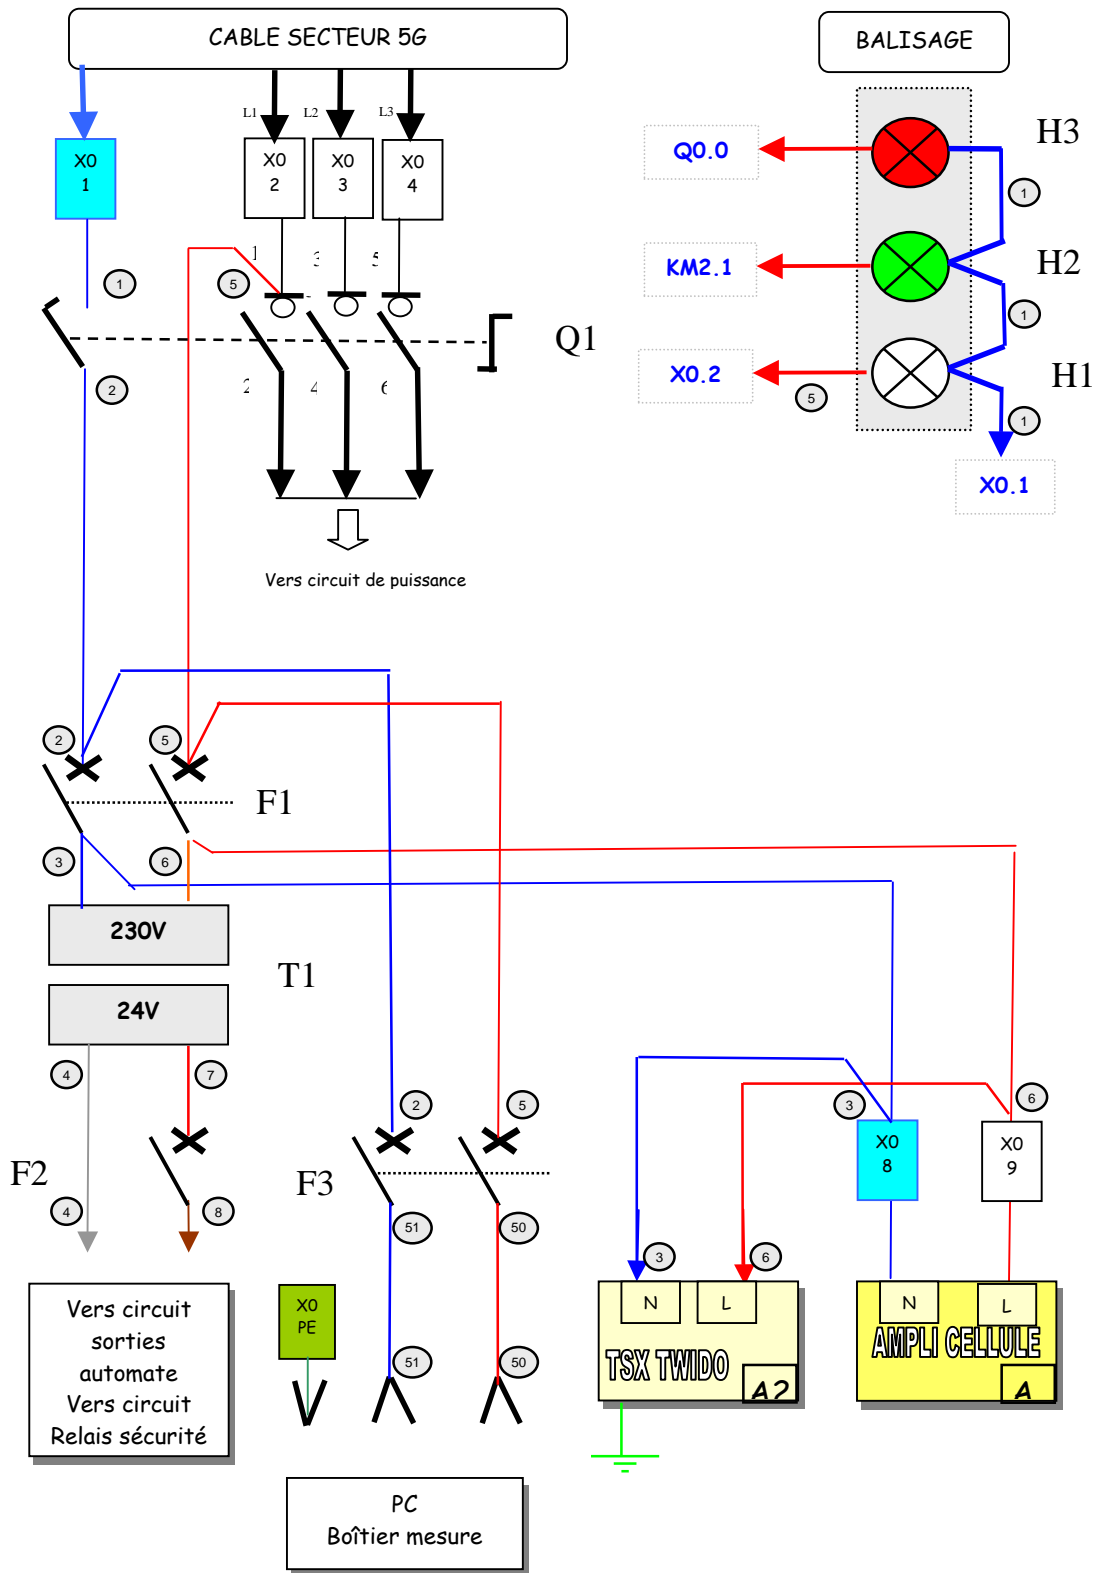 CABLE SECTEUR 5G
BALISAGE
L1
L2
L3
X0
1
X0
2
X0
3
X0
4
Q0.0
H3
1
KM2.1
H2
1
X0.2
5
H1
1
X0.1
1
5
1
3
5
Q1
2
2
4
6
Vers circuit de puissance
2
5
F1
3
6
230V
T1
24V
4
7
2
5
3
6
X0
8
X0
9
F2
F3
4
8
51
50
3
6
N
L
TSX TWIDO
A2
N
L
AMPLI CELLULE
A
Vers circuit
sorties
automate
Vers circuit
Relais sécurité
X0
PE
51
50
PC
Boîtier mesure